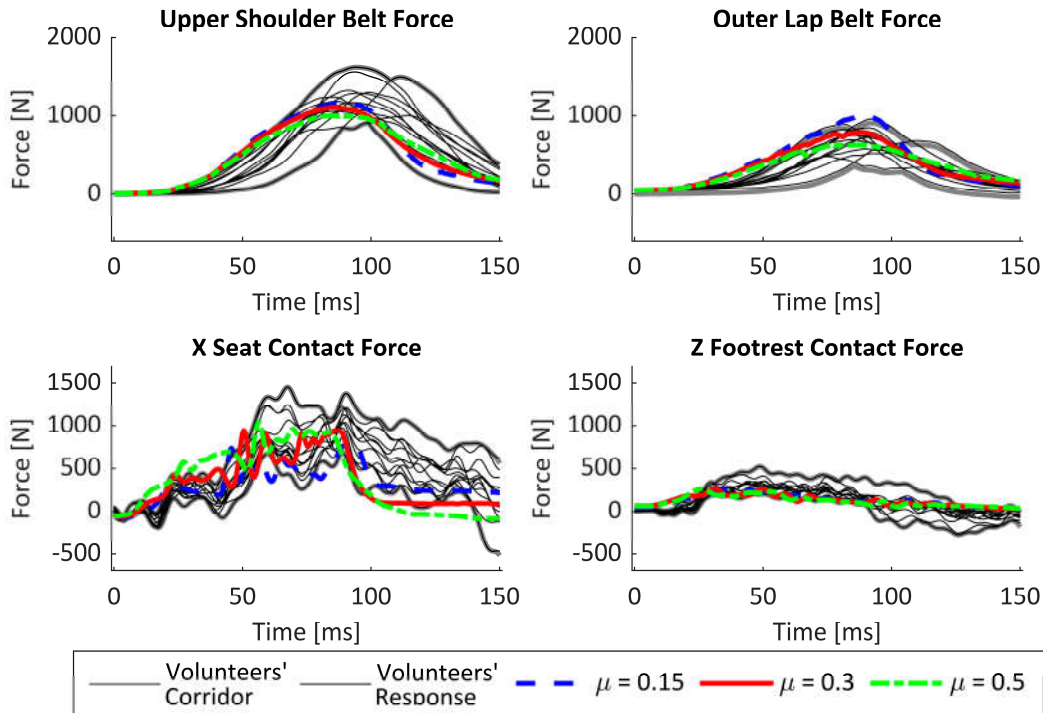 Upper Shoulder Belt Force
Force [N]
2000
1000
0
0 50 100 150
Time [ms]
Outer Lap Belt Force
Force [N]
2000
1000
0
0 50 100 150
Time [ms]
X Seat Contact Force
Force [N]
1500
1000
500
0
-500
0 50 100 150
Time [ms]
Z Footrest Contact Force
Force [N]
1500
1000
500
0
-500
0 50 100 150
Time [ms]
Volunteers'
Corridor
Volunteers'
Response
μ = 0.15
μ = 0.3
μ = 0.5